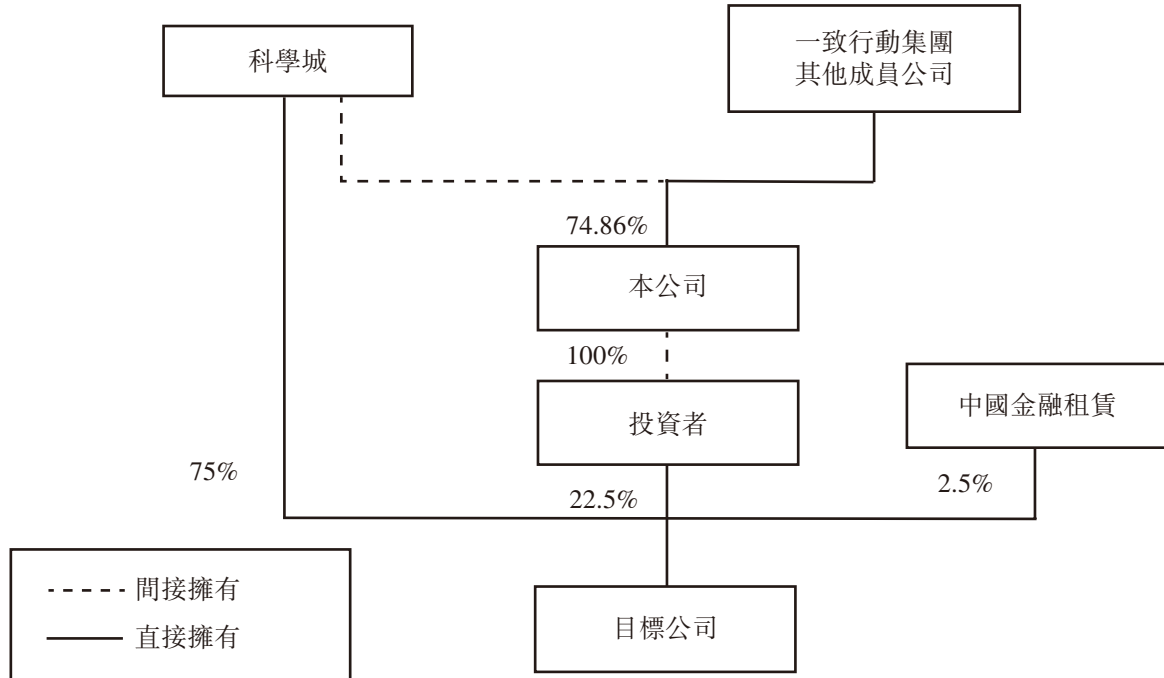 科學城
一致行動集團
其他成員公司
74.86%
本公司
100%
投資者
中國金融租賃
75%
22.5%
2.5%
間接擁有
直接擁有
目標公司